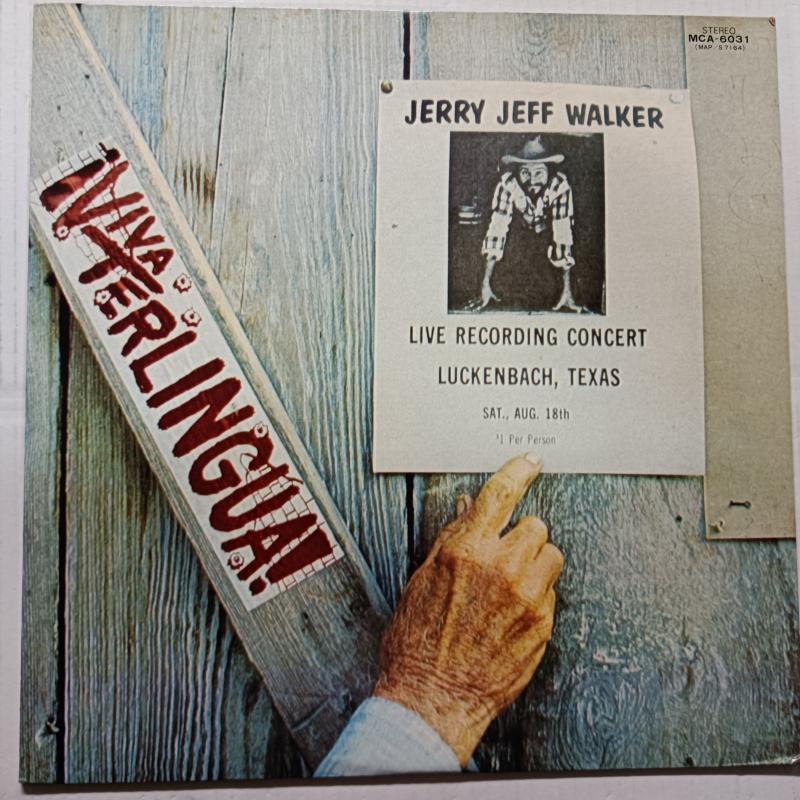 STEREO
MCA-6031
(MAP/S 7164)
JERRY JEFF WALKER
VIVA
TERLINGUA!
LIVE RECORDING CONCERT
LUCKENBACH, TEXAS
SAT., AUG. 18th
$1 Per Person